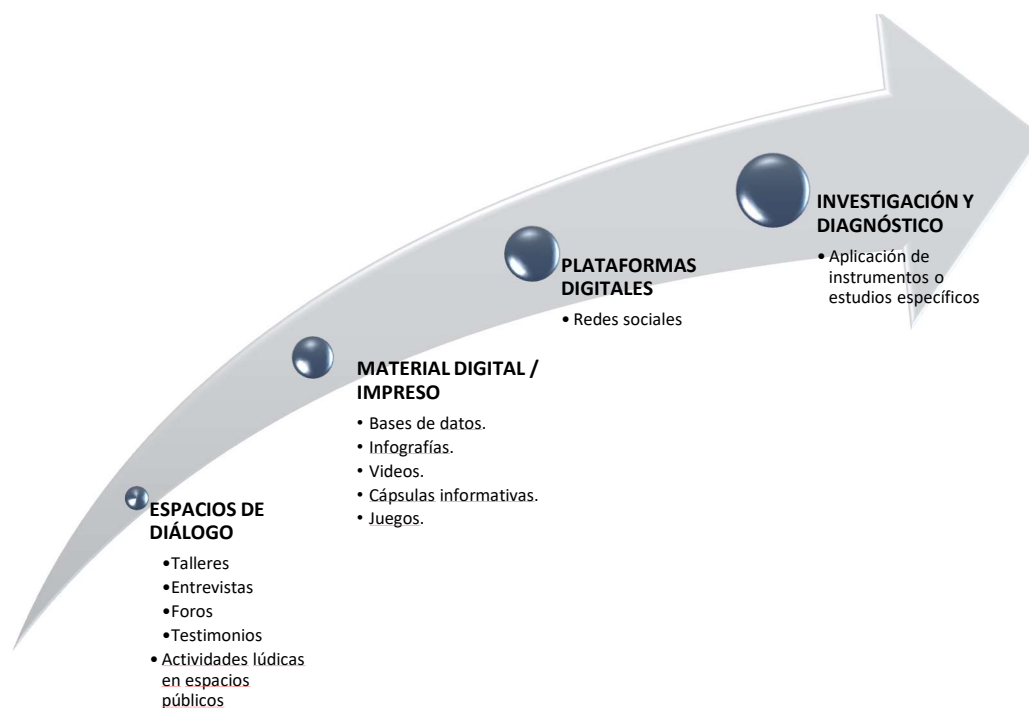 ESPACIOS DE
DIÁLOGO
•Talleres
•Entrevistas
•Foros
•Testimonios
• Actividades lúdicas
en espacios
públicos
MATERIAL DIGITAL /
IMPRESO
• Bases de datos.
• Infografías.
• Videos.
• Cápsulas informativas.
• Juegos.
PLATAFORMAS
DIGITALES
• Redes sociales
INVESTIGACIÓN Y
DIAGNÓSTICO
• Aplicación de
instrumentos o
estudios específicos